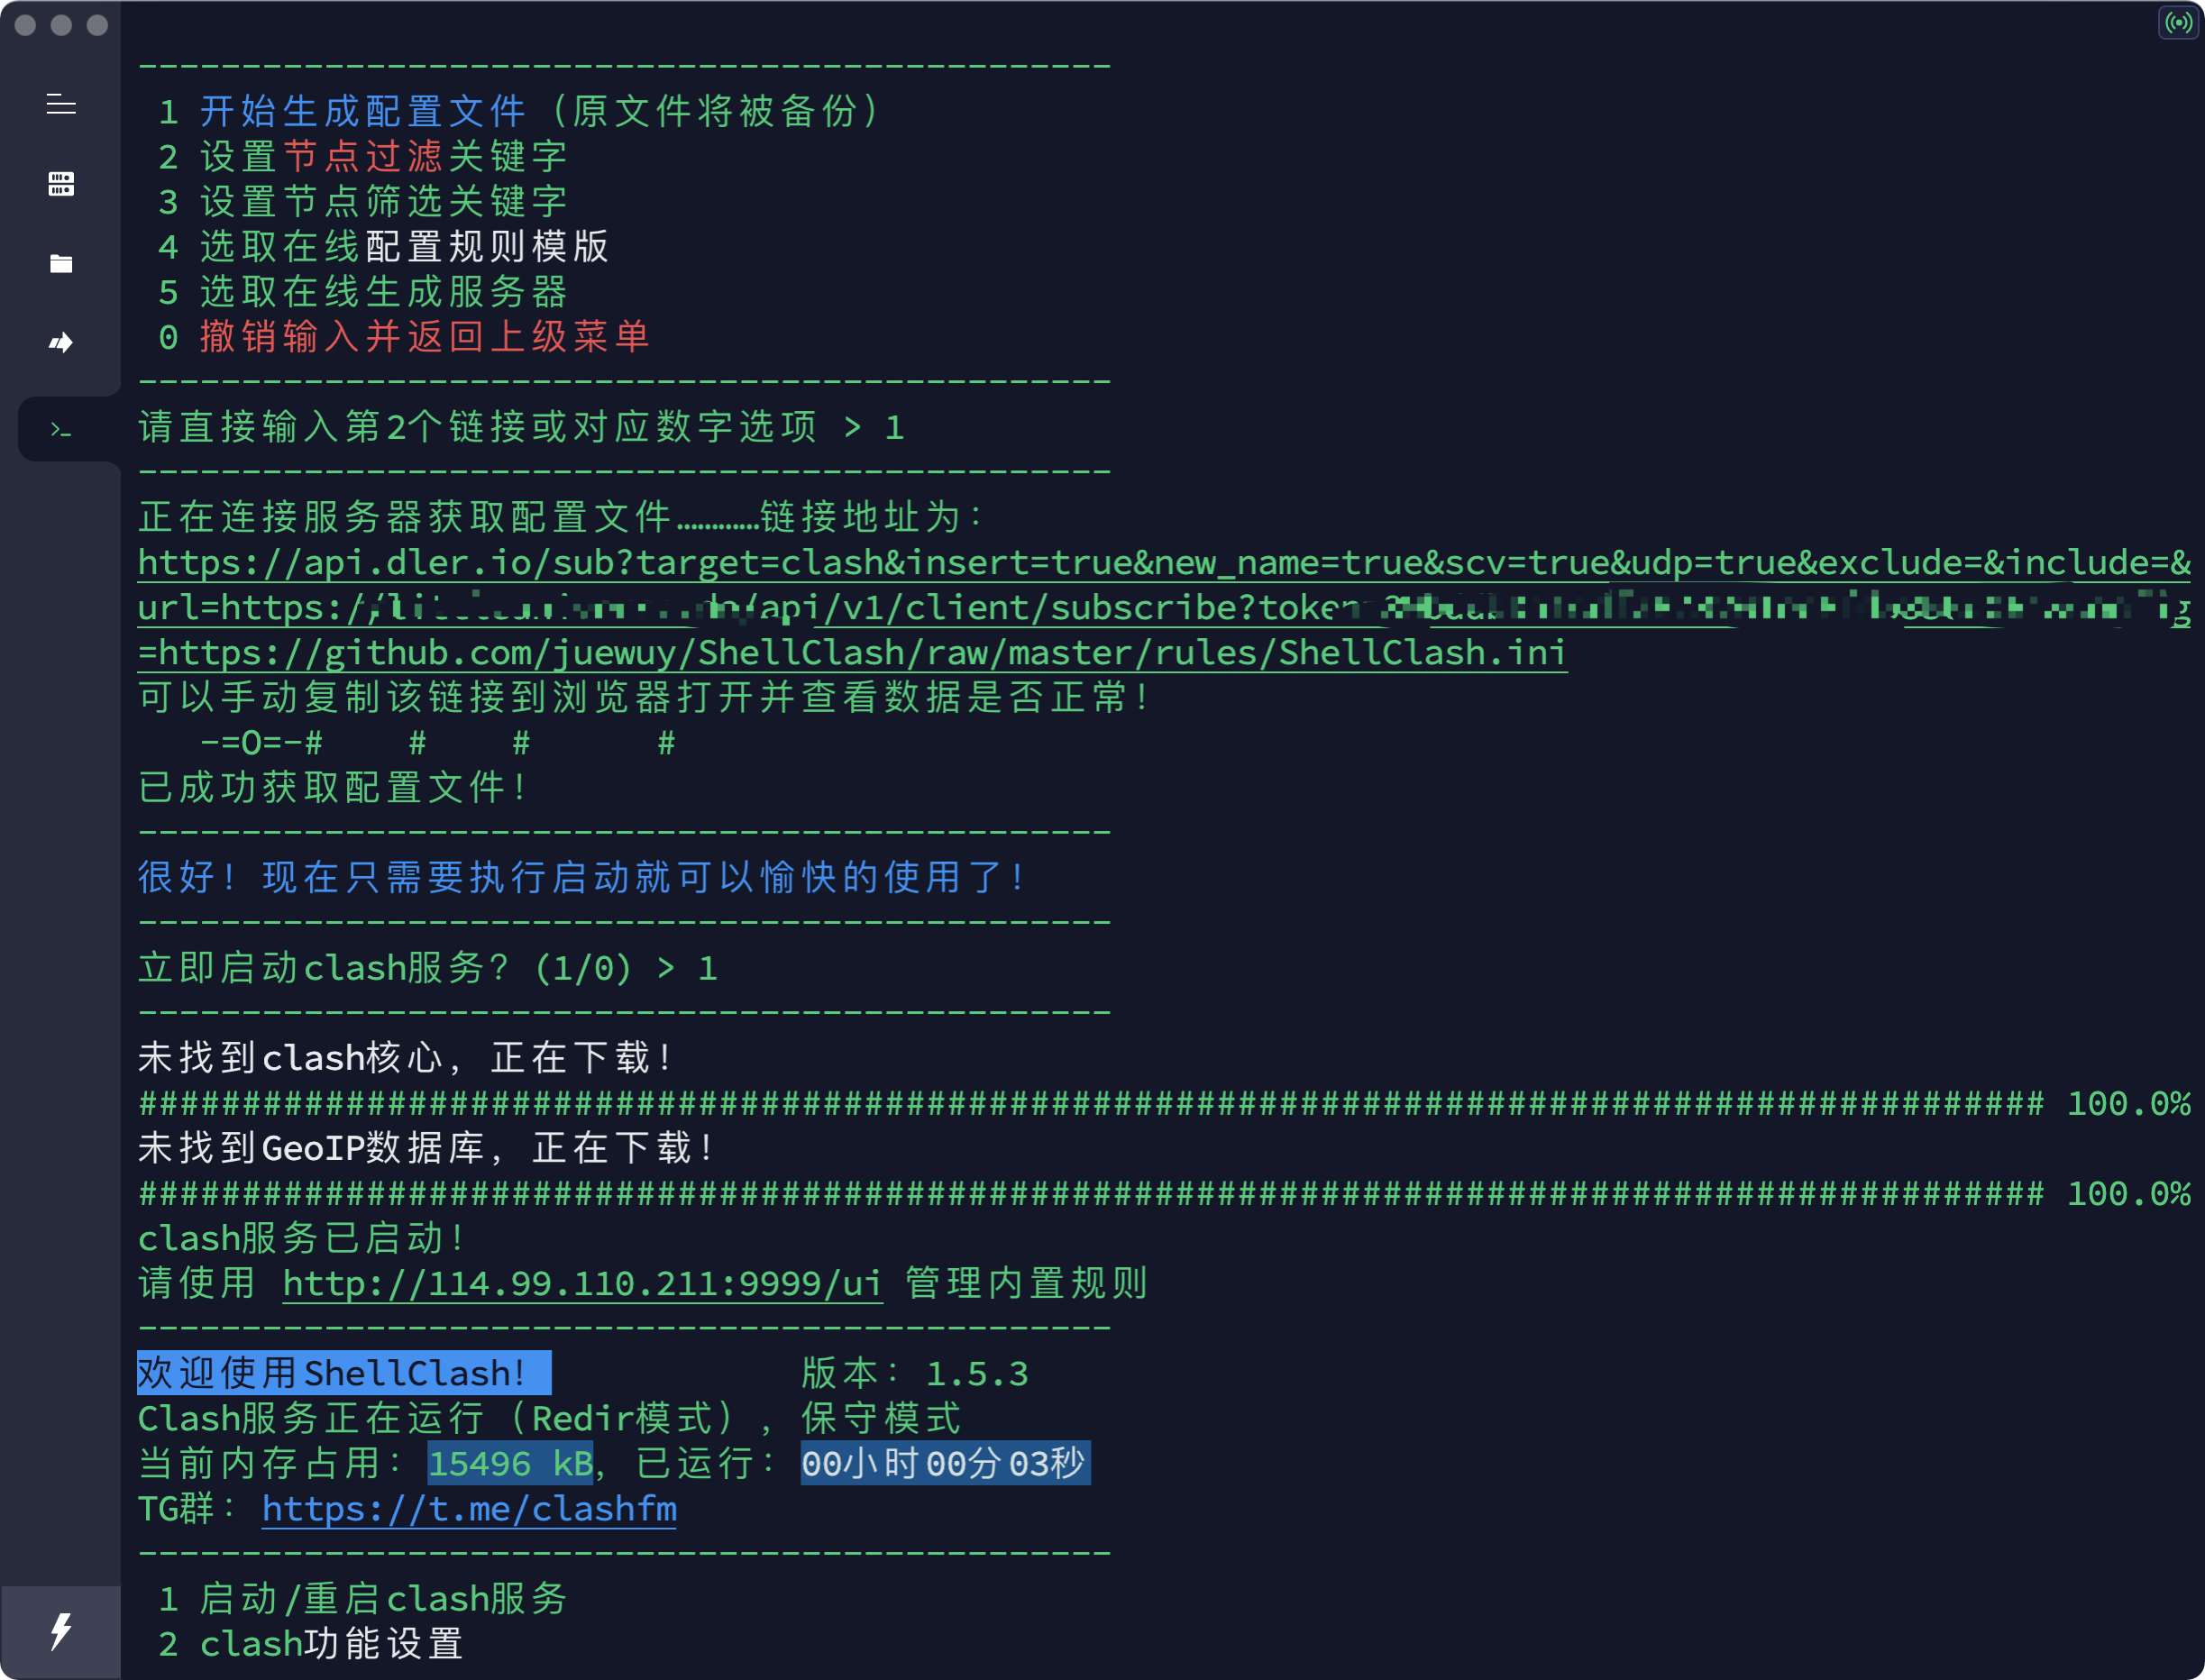 -----------------------------------------------
1 开始生成配置文件（原文件将被备份）
2 设置节点过滤关键字
3 设置节点筛选关键字
4 选取在线配置规则模版
5 选取在线生成服务器
0 撤销输入并返回上级菜单
-----------------------------------------------
请直接输入第2个链接或对应数字选项 > 1
-----------------------------------------------
正在连接服务器获取配置文件…………链接地址为：
https://api.dler.io/sub?target=clash&insert=true&new_name=true&scv=true&udp=true&exclude=&include=&
url=https:/ /api/v1/client/subscribe?token g
=https://github.com/juewuy/ShellClash/raw/master/rules/ShellClash.ini
可以手动复制该链接到浏览器打开并查看数据是否正常！
-=O=-#    #    #      #
已成功获取配置文件！
-----------------------------------------------
很好！现在只需要执行启动就可以愉快的使用了！
-----------------------------------------------
立即启动clash服务？(1/0) > 1
-----------------------------------------------
未找到clash核心，正在下载！
############################################################################################ 100.0%
未找到GeoIP数据库，正在下载！
############################################################################################ 100.0%
clash服务已启动！
请使用 http://114.99.110.211:9999/ui 管理内置规则
-----------------------------------------------
欢迎使用ShellClash！ 版本：1.5.3
Clash服务正在运行（Redir模式），保守模式
当前内存占用：15496 kB，已运行：00小时00分03秒
TG群：https://t.me/clashfm
-----------------------------------------------
1 启动/重启clash服务
2 clash功能设置